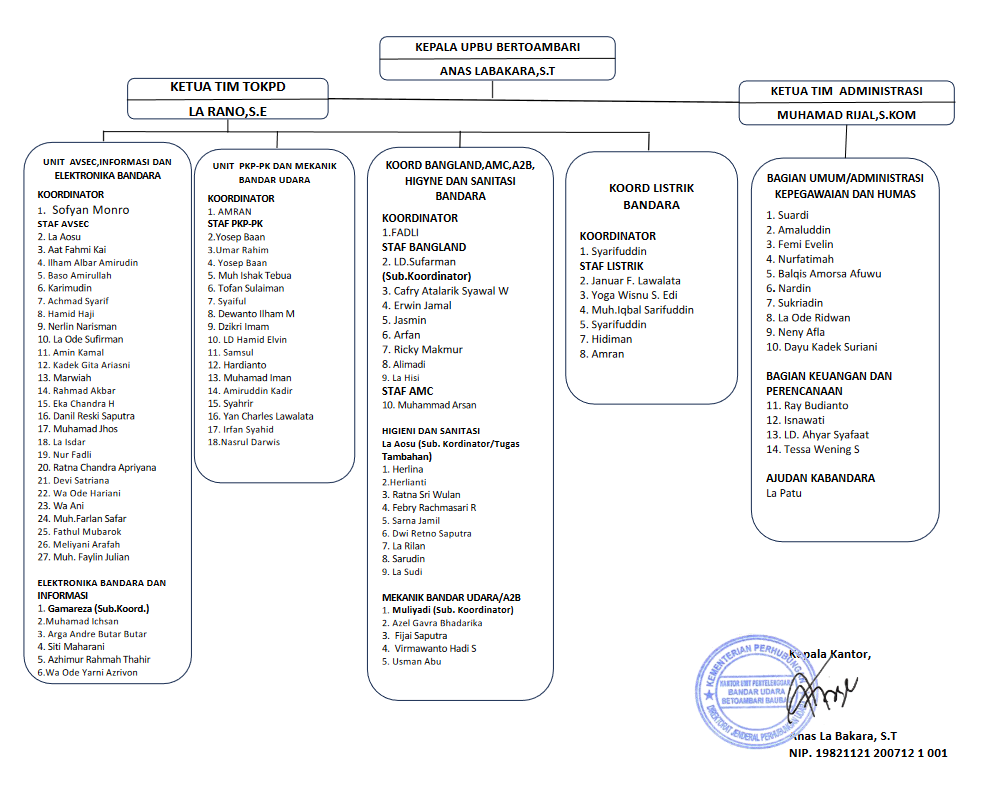 KEPALA UPBU BERTOAMBARI
ANAS LABAKARA,S.T
KETUA TIM TOKPD
LA RANO,S.E
KETUA TIM ADMINISTRASI
MUHAMAD RIJAL,S.KOM
UNIT AVSEC,INFORMASI DAN
ELEKTRONIKA BANDARA
KOORDINATOR
1. Sofyan Monro
STAF AVSEC
2. La Aosu
3. Aat Fahmi Kai
4. Ilham Albar Amirudin
5. Baso Amirullah
6. Karimudin
7. Achmad Syarif
8. Hamid Haji
9. Nerlin Narisman
10. La Ode Sufirman
11. Amin Kamal
12. Kadek Gita Ariasni
13. Marwiah
14. Rahmad Akbar
15. Eka Chandra H
16. Danil Reski Saputra
17. Muhamad Jhos
18. La Isdar
19. Nur Fadli
20. Ratna Chandra Apriyana
21. Devi Satriana
22. Wa Ode Hariani
23. Wa Ani
24. Muh.Farlan Safar
25. Fathul Mubarok
26. Meliyani Arafah
27. Muh. Faylin Julian
ELEKTRONIKA BANDARA DAN
INFORMASI
1. Gamareza (Sub.Koord.)
2.Muhamad Ichsan
3. Arga Andre Butar Butar
4. Siti Maharani
5. Azhimur Rahmah Thahir
6.Wa Ode Yarni Azrivon
UNIT PKP-PK DAN MEKANIK
BANDAR UDARA
KOORDINATOR
1. AMRAN
STAF PKP-PK
2.Yosep Baan
3.Umar Rahim
4. Yosep Baan
5. Muh Ishak Tebua
6. Tofan Sulaiman
7. Syaiful
8. Dewanto Ilham M
9. Dzikri Imam
10. LD Hamid Elvin
11. Samsul
12. Hardianto
13. Muhamad Iman
14. Amiruddin Kadir
15. Syahrir
16. Yan Charles Lawalata
17. Irfan Syahid
18.Nasrul Darwis
KOORD BANGLAND,AMC,A2B,
HIGYNE DAN SANITASI
BANDARA
KOORDINATOR
1.FADLI
STAF BANGLAND
2. LD.Sufarman
(Sub.Koordinator)
3. Cafry Atalarik Syawal W
4. Erwin Jamal
5. Jasmin
6. Arfan
7. Ricky Makmur
8. Alimadi
9. La Hisi
STAF AMC
10. Muhammad Arsan
HIGIENI DAN SANITASI
La Aosu (Sub. Kordinator/Tugas
Tambahan)
1. Herlina
2.Herlianti
3. Ratna Sri Wulan
4. Febry Rachmasari R
5. Sarna Jamil
6. Dwi Retno Saputra
7. La Rilan
8. Sarudin
9. La Sudi
MEKANIK BANDAR UDARA/A2B
1. Muliyadi (Sub. Koordinator)
2. Azel Gavra Bhadarika
3. Fijai Saputra
4. Virmawanto Hadi S
5. Usman Abu
KOORD LISTRIK
BANDARA
KOORDINATOR
1. Syarifuddin
STAF LISTRIK
2. Januar F. Lawalata
3. Yoga Wisnu S. Edi
4. Muh.Iqbal Sarifuddin
5. Syarifuddin
7. Hidiman
8. Amran
BAGIAN UMUM/ADMINISTRASI
KEPEGAWAIAN DAN HUMAS
1. Suardi
2. Amaluddin
3. Femi Evelin
4. Nurfatimah
5. Balqis Amorsa Afuwu
6. Nardin
7. Sukriadin
8. La Ode Ridwan
9. Neny Afla
10. Dayu Kadek Suriani
BAGIAN KEUANGAN DAN
PERENCANAAN
11. Ray Budianto
12. Isnawati
13. LD. Ahyar Syafaat
14. Tessa Wening S
AJUDAN KABANDARA
La Patu
Kepala Kantor,
KEMENTERIAN PERHUBUNGAN
KANTOR UNIT PENYELENGGARA
BANDAR UDARA
BETOAMBARI BAUBAU
DIREKTORAT JENDERAL PERHUBUNGAN UDARA
Anas La Bakara, S.T
NIP. 19821121 200712 1 001